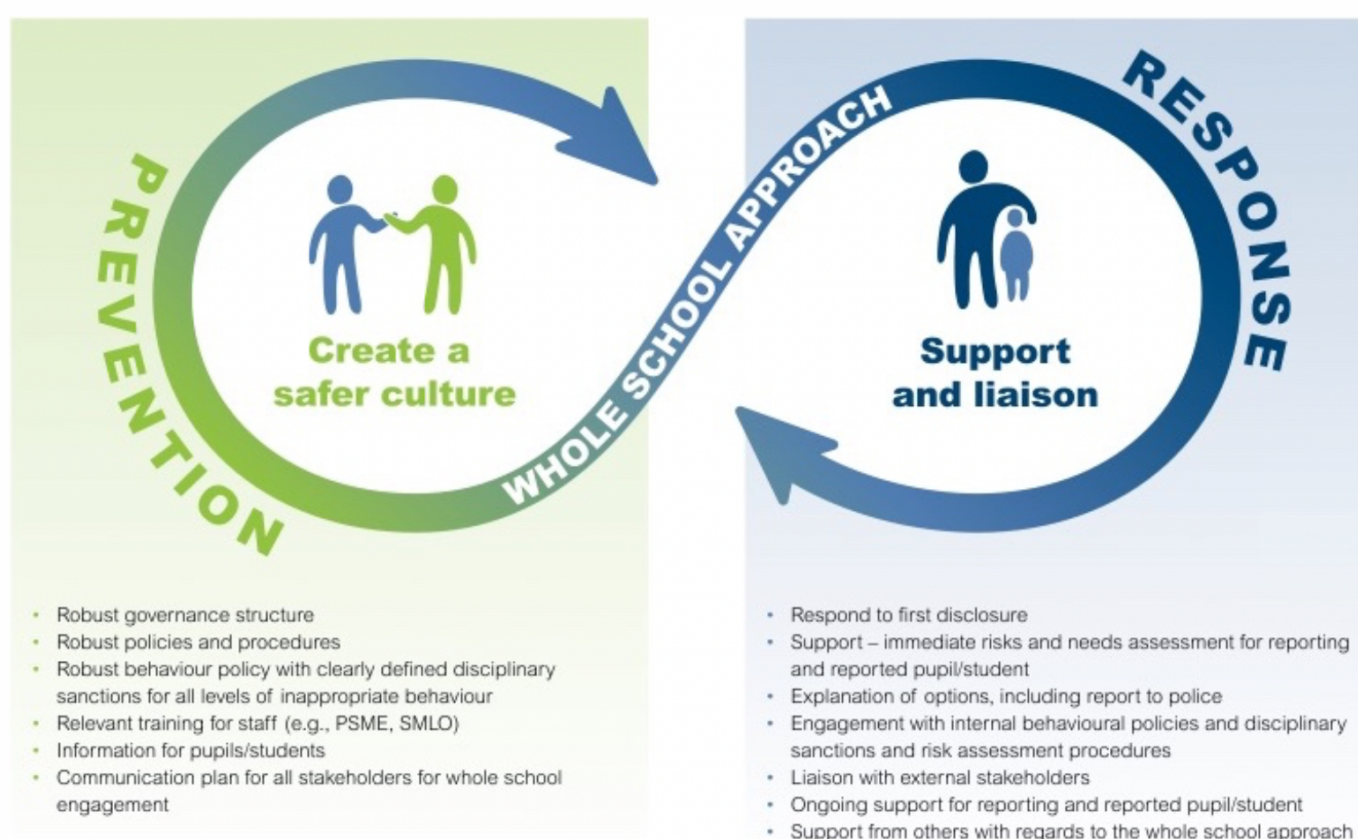 PREVENTION
Create a
safer culture
WHOLE SCHOOL APPROACH
RESPONSE
Support
and liaison
• Robust governance structure
• Robust policies and procedures
• Robust behaviour policy with clearly defined disciplinary
sanctions for all levels of inappropriate behaviour
• Relevant training for staff (e.g., PSME, SMLO)
• Information for pupils/students
• Communication plan for all stakeholders for whole school
engagement
• Respond to first disclosure
• Support – immediate risks and needs assessment for reporting
and reported pupil/student
• Explanation of options, including report to police
• Engagement with internal behavioural policies and disciplinary
sanctions and risk assessment procedures
• Liaison with external stakeholders
• Ongoing support for reporting and reported pupil/student
• Support from others with regards to the whole school approach